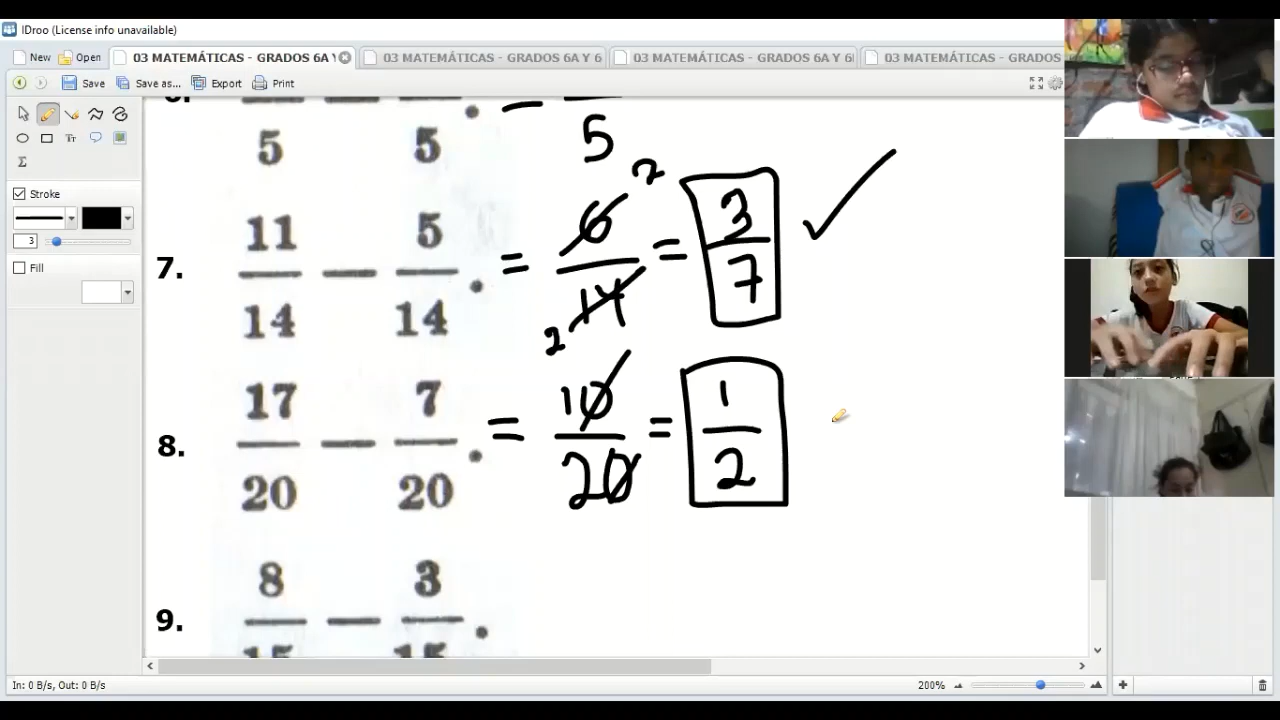 IDroo (License info unavailable)
New Open 03 MATEMÁTICAS - GRADOS 6A Y 03 MATEMÁTICAS - GRADOS 6A Y 6 03 MATEMÁTICAS - GRADOS 6A Y 6 03 MATEMÁTICAS - GRADOS
Save Save as... Export Print
Tt
Σ
Stroke
3
Fill
5 5 . = 5
7. 11/14 — 5/14 . = 6/14 = 3/7 ✓
2
2
8. 17/20 — 7/20 . = 10/20 = 1/2
9. 8/15 — 3/15 .
In: 0 B/s, Out: 0 B/s 200%